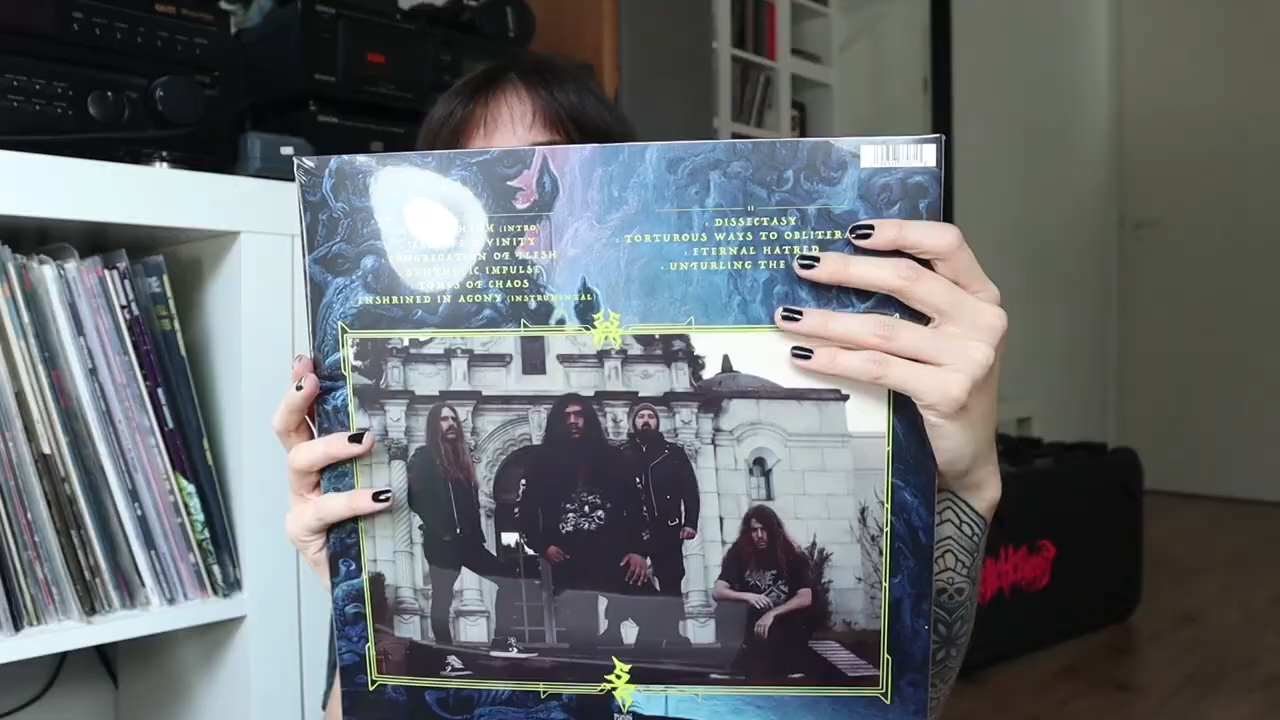 (INTRO)
DIVINITY
CONGREGATION OF FLESH
SYNTHETIC IMPULSE
TOMBS OF CHAOS
ENSHRINED IN AGONY (INSTRUMENTAL)
II
DISSECTASY
TORTUROUS WAYS TO
ETERNAL HATRED
UNFURLING THE